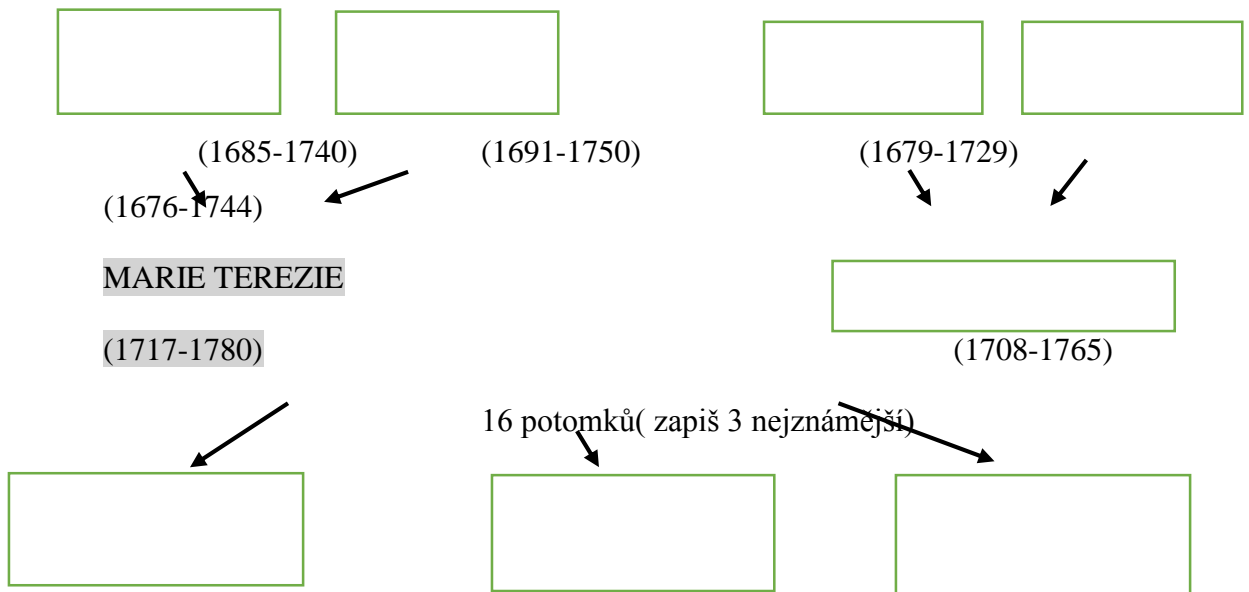 (1685-1740) (1691-1750) (1679-1729)
(1676-1744)
MARIE TEREZIE
(1717-1780) (1708-1765)
16 potomků( zapiš 3 nejznámější)